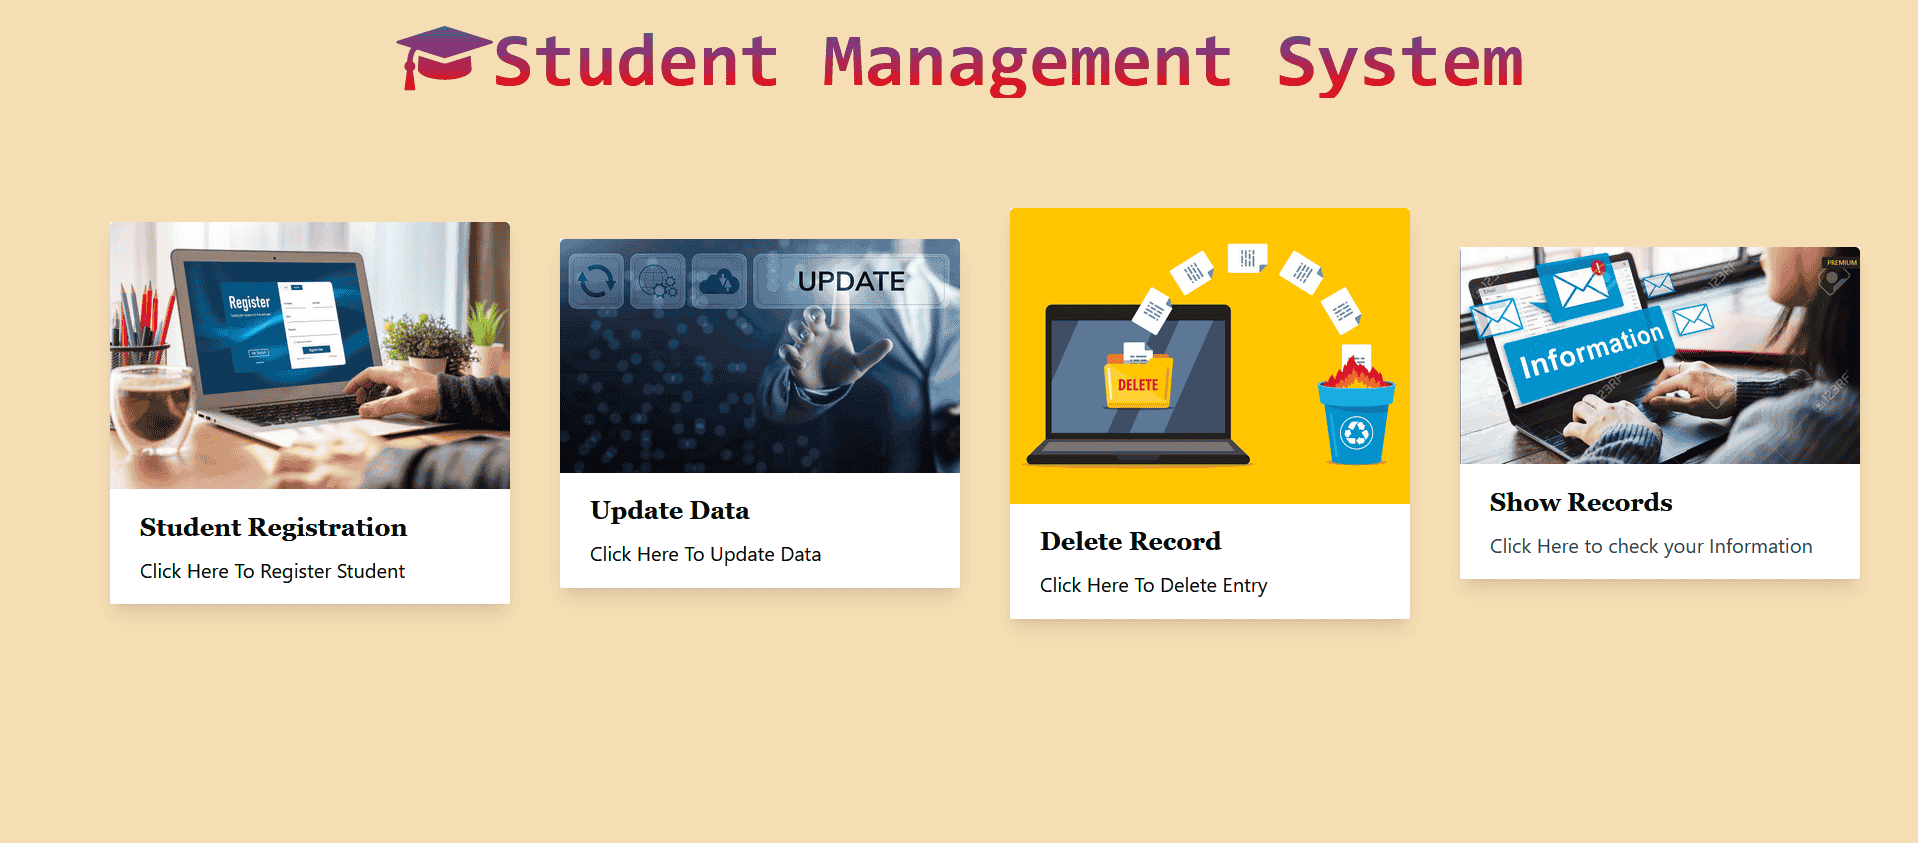 Student Management System
Register
UPDATE
DELETE
PREMIUM
Information
Student Registration
Click Here To Register Student
Update Data
Click Here To Update Data
Delete Record
Click Here To Delete Entry
Show Records
Click Here to check your Information